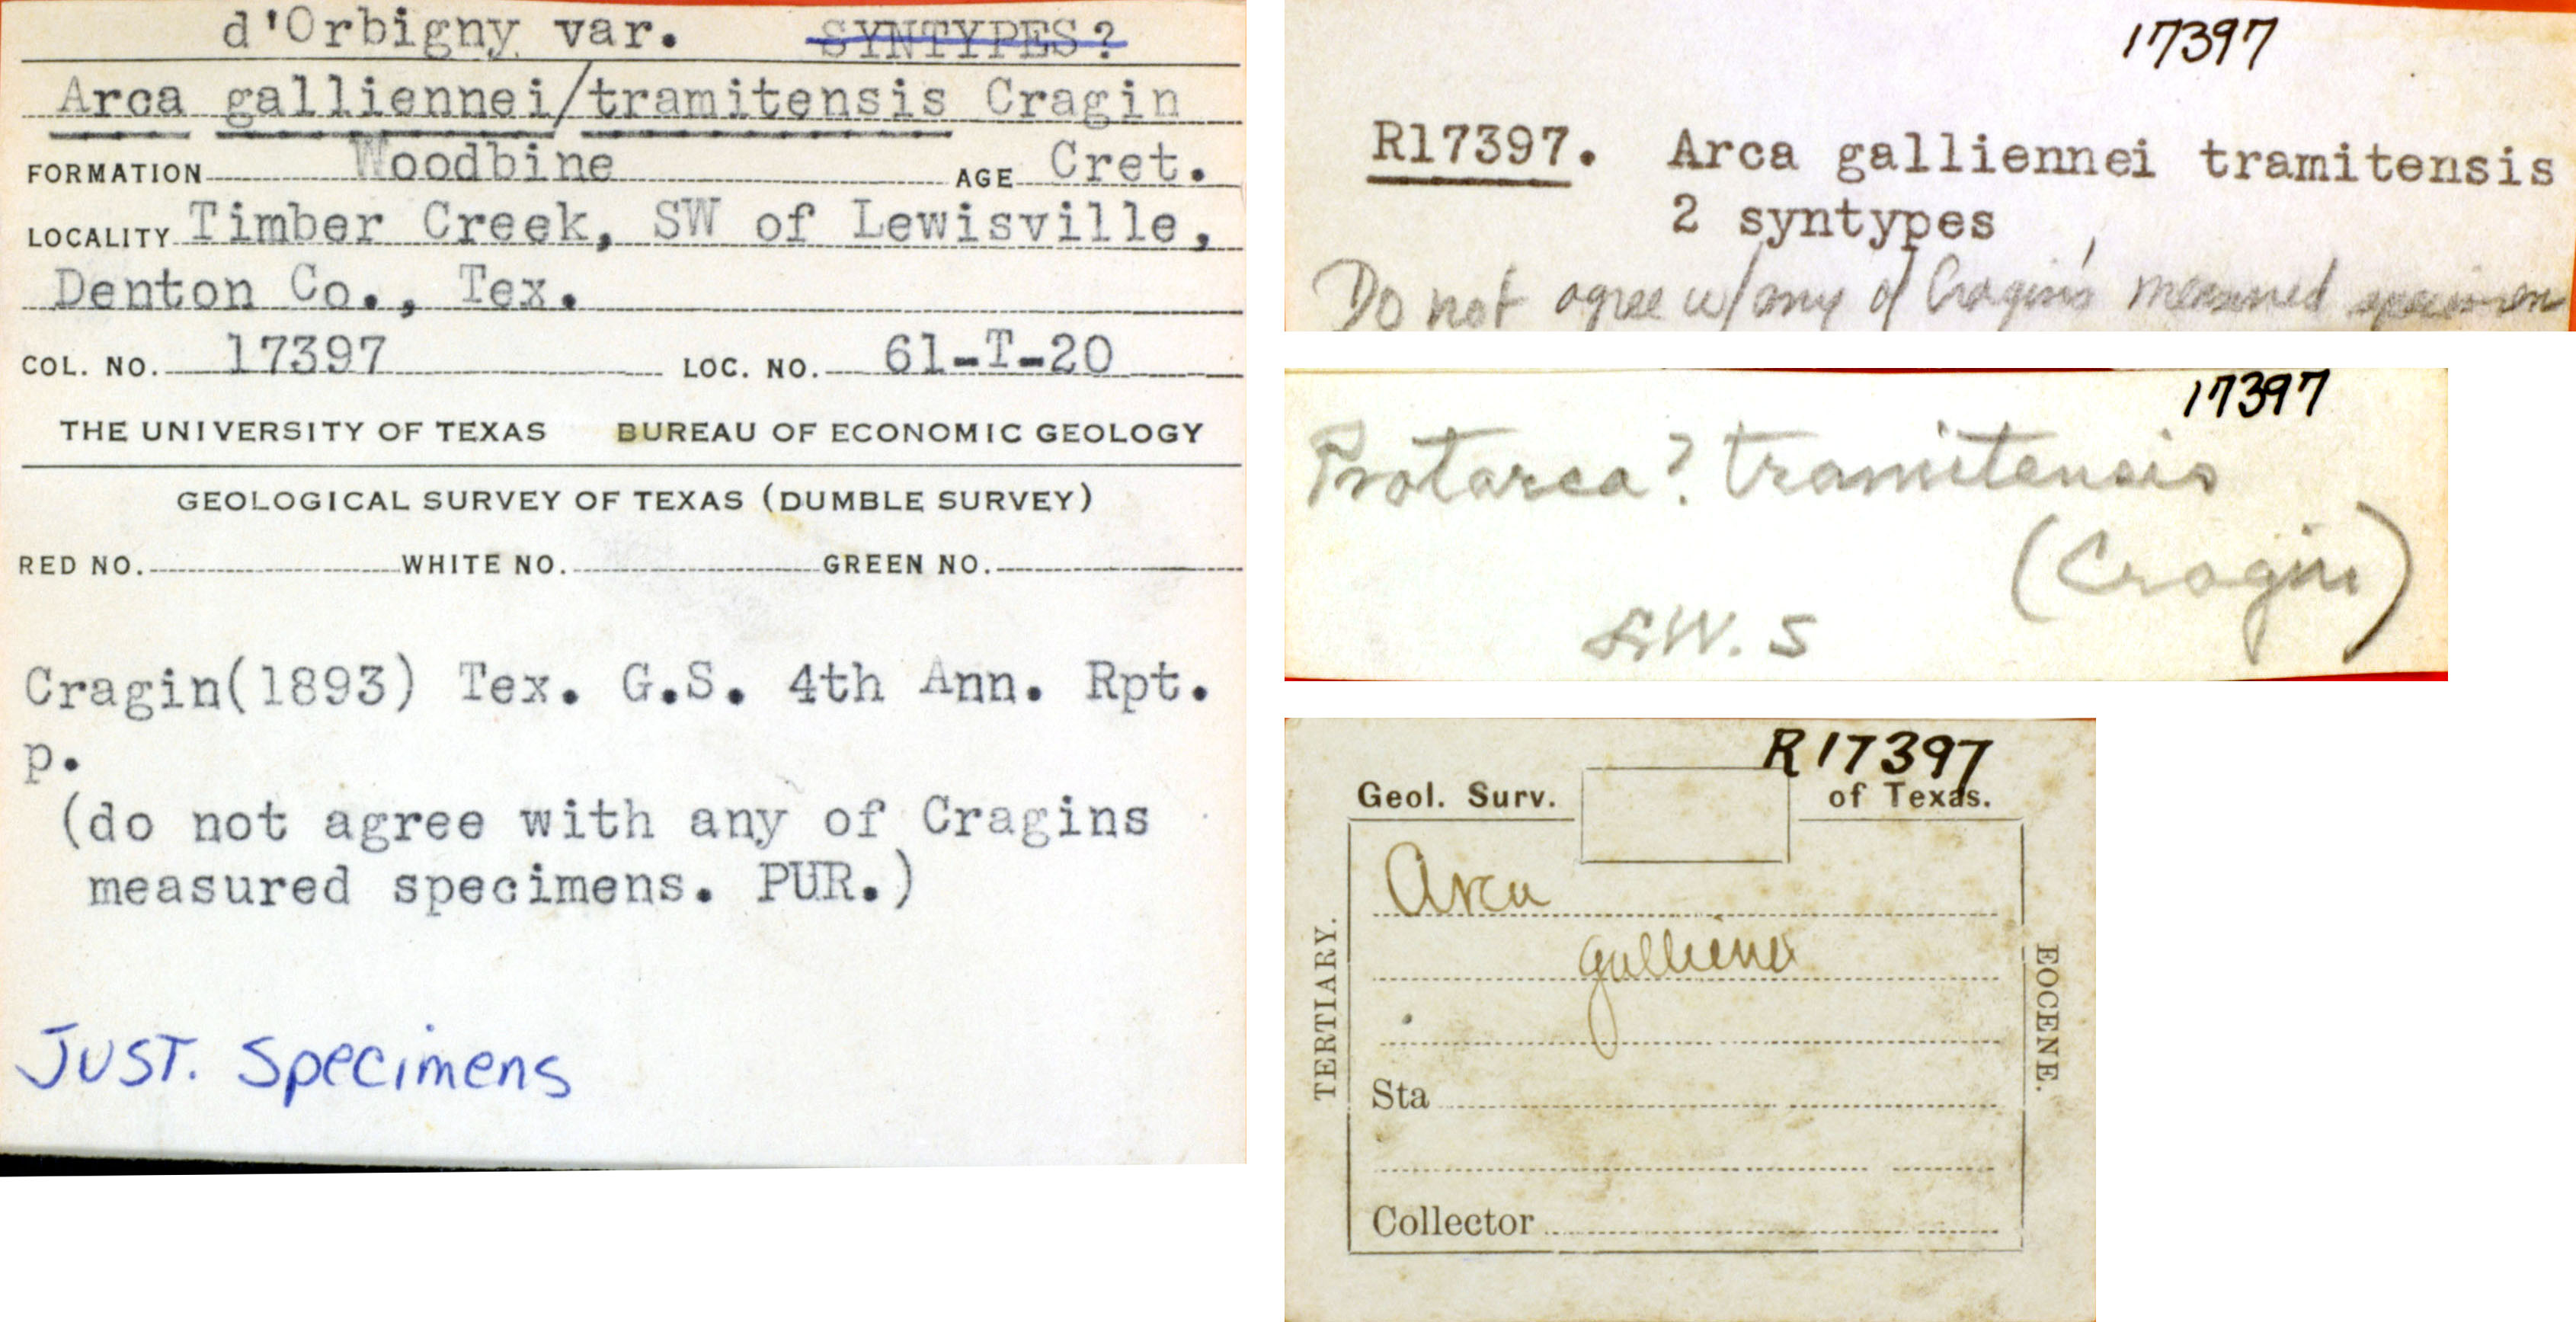 d'Orbigny var. SYNTYPES?
Arca galliennei/tramitensis Cragin
FORMATION Woodbine AGE Cret.
LOCALITY Timber Creek, SW of Lewisville,
Denton Co., Tex.
COL. NO. 17397 LOC. NO. 61-T-20
THE UNIVERSITY OF TEXAS BUREAU OF ECONOMIC GEOLOGY
GEOLOGICAL SURVEY OF TEXAS (DUMBLE SURVEY)
RED NO. WHITE NO. GREEN NO.
Cragin(1893) Tex. G.S. 4th Ann. Rpt.
p.
(do not agree with any of Cragins
measured specimens. PUR.)
JUST. Specimens
17397
R17397. Arca galliennei tramitensis
2 syntypes
Do not agree w/any of Cragin's measured specimen
17397
Protarca? tramitensis
(Cragin)
L.W. S
R17397
Geol. Surv. of Texas.
Arca
galliennei
Sta
Collector
TERTIARY.
EOCENE.